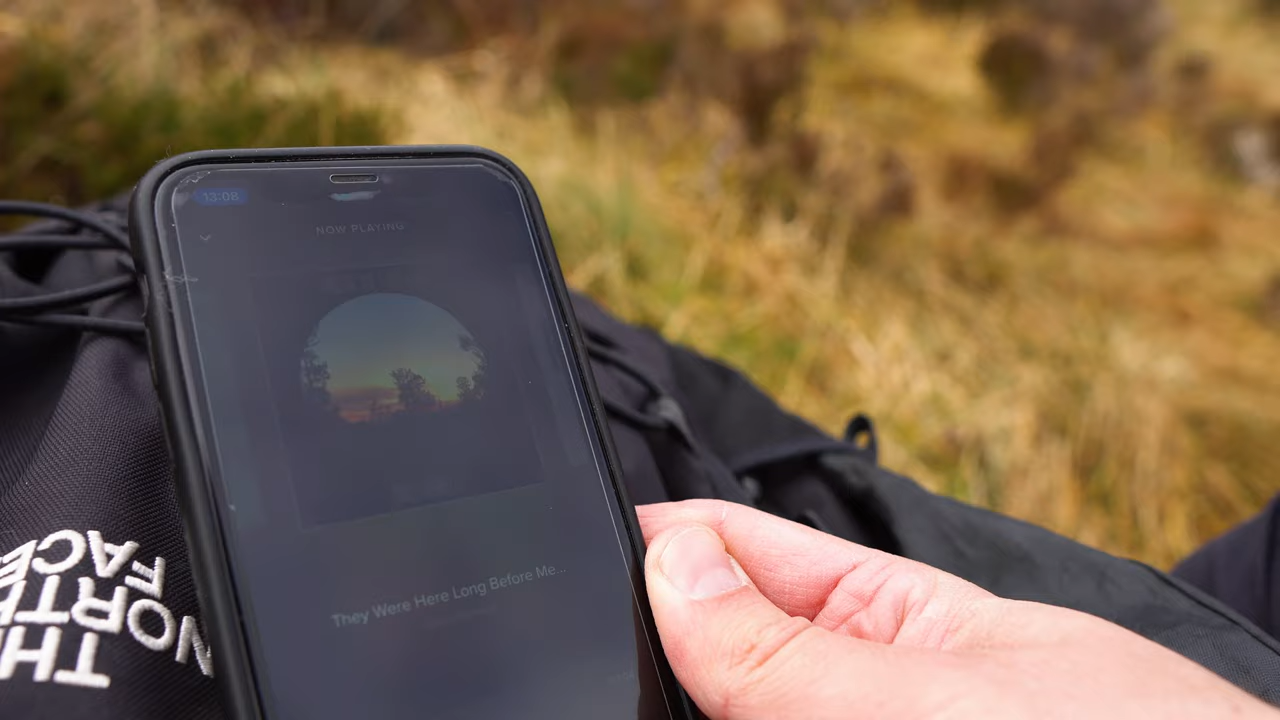 13:08
NOW PLAYING
They Were Here Long Before Me...
THE
NORTH
FACE